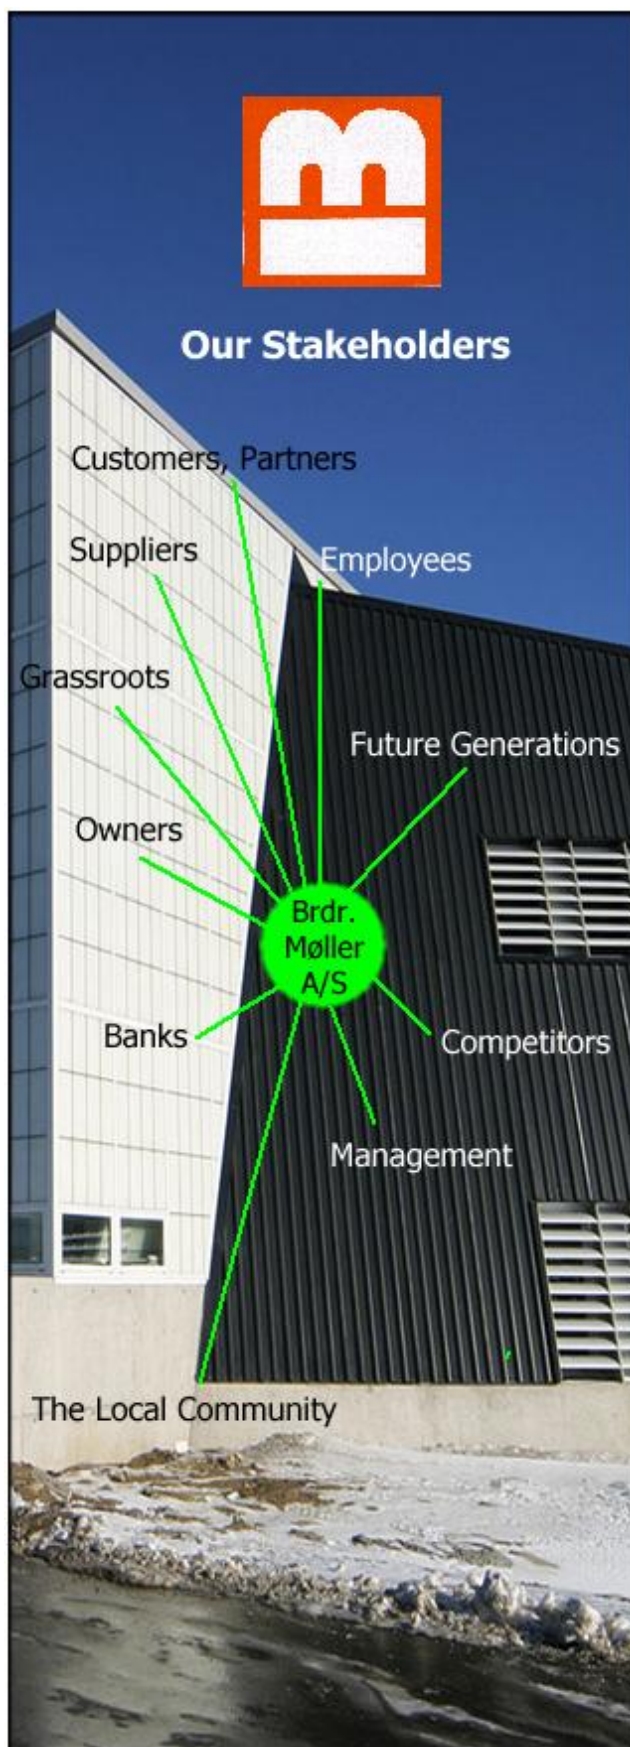 Our Stakeholders
Customers, Partners
Suppliers
Employees
Grassroots
Future Generations
Owners
Brdr.
Møller
A/S
Banks
Competitors
Management
The Local Community